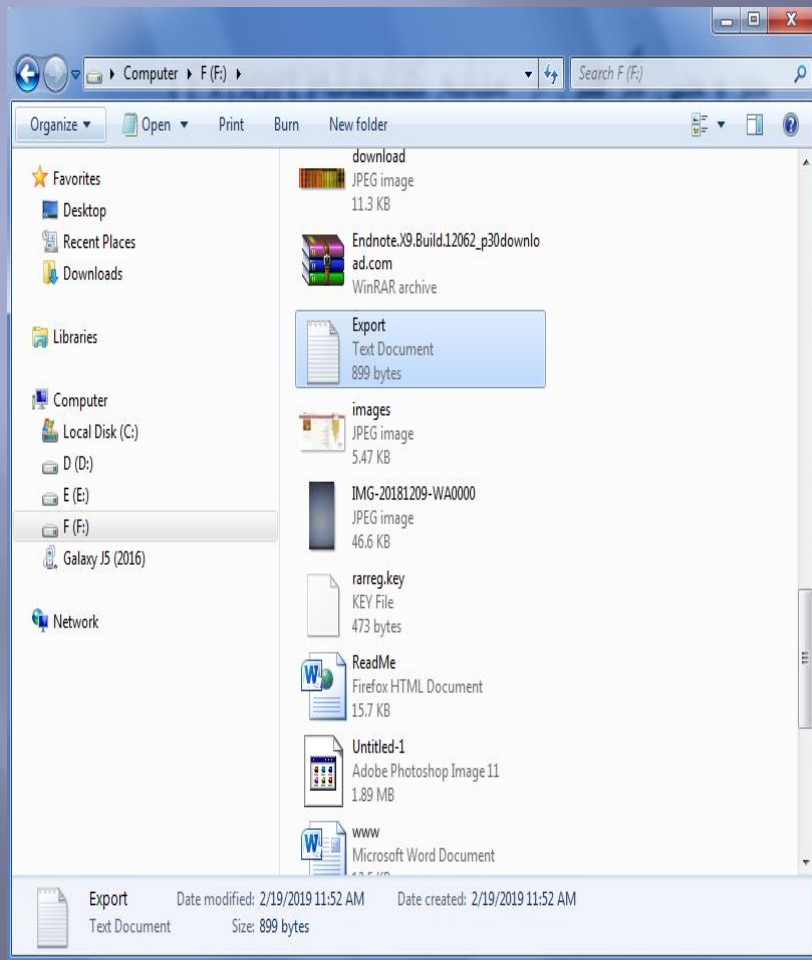 Computer ▸ F (F:) ▸
Search F (F:)
Organize ▾ Open ▾ Print Burn New folder
Favorites
Desktop
Recent Places
Downloads
Libraries
Computer
Local Disk (C:)
D (D:)
E (E:)
F (F:)
Galaxy J5 (2016)
Network
download
JPEG image
11.3 KB
Endnote.X9.Build.12062_p30downlo
ad.com
WinRAR archive
Export
Text Document
899 bytes
images
JPEG image
5.47 KB
IMG-20181209-WA0000
JPEG image
46.6 KB
rarreg.key
KEY File
473 bytes
ReadMe
Firefox HTML Document
15.7 KB
Untitled-1
Adobe Photoshop Image 11
1.89 MB
www
Microsoft Word Document
Export Date modified: 2/19/2019 11:52 AM Date created: 2/19/2019 11:52 AM
Text Document Size: 899 bytes